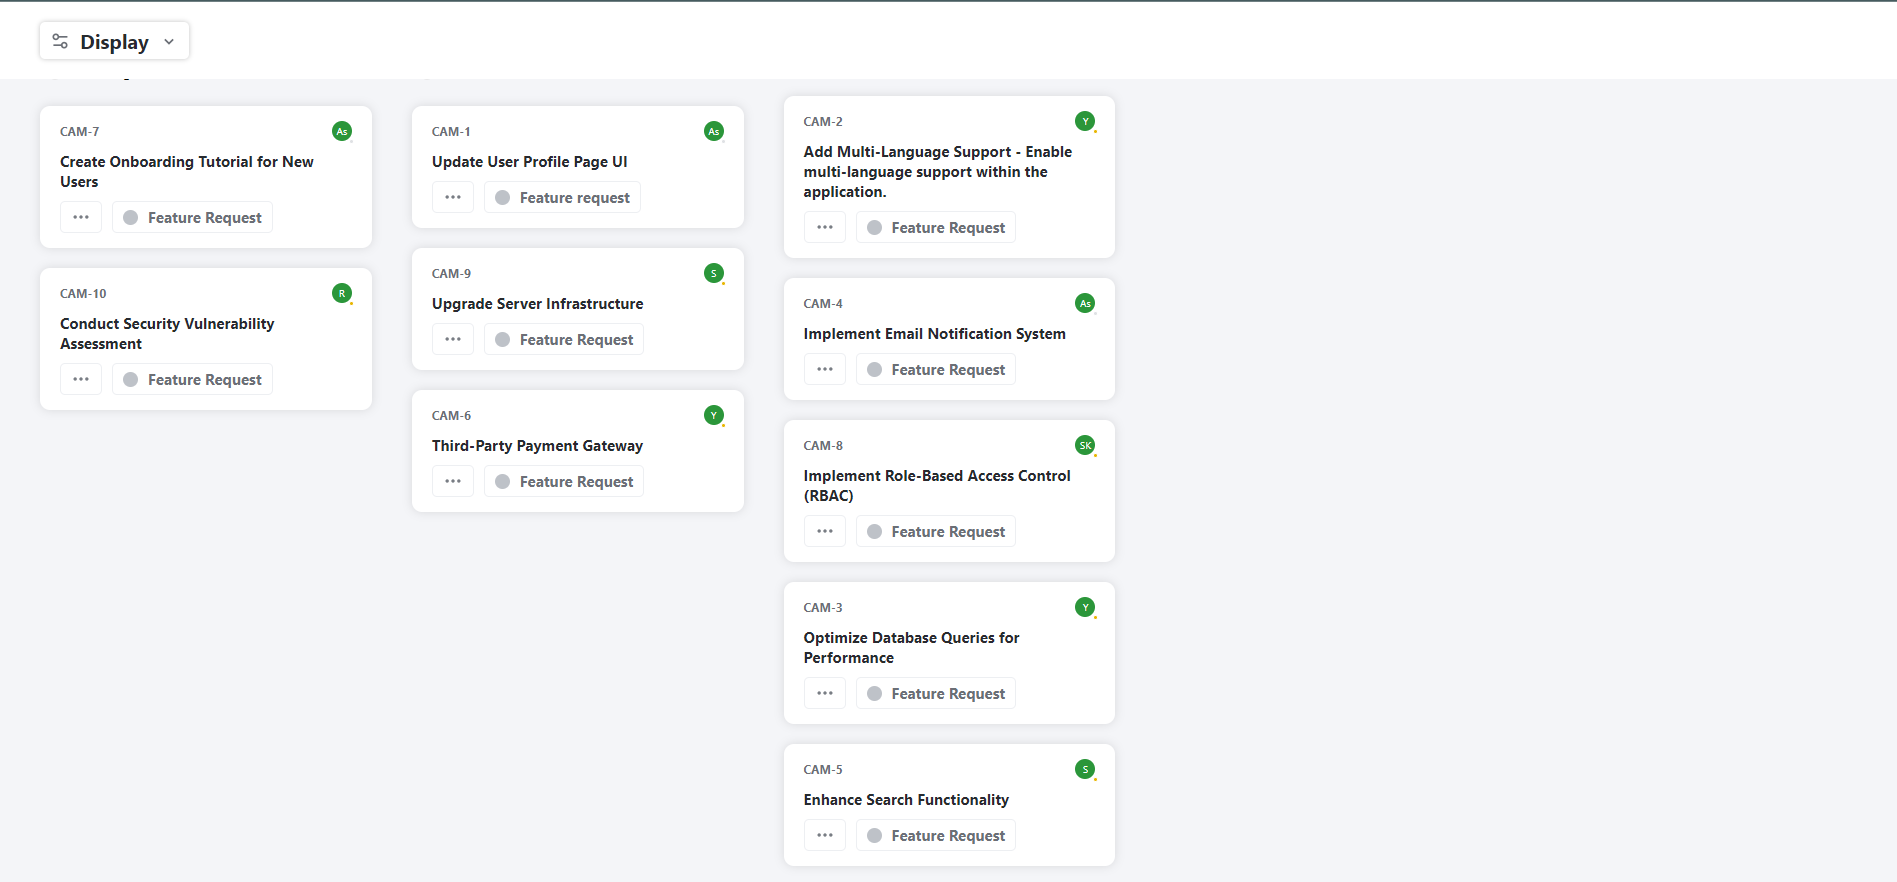 Display
CAM-7
As
Create Onboarding Tutorial for New
Users
Feature Request
CAM-10
R
Conduct Security Vulnerability
Assessment
Feature Request
CAM-1
As
Update User Profile Page UI
Feature request
CAM-9
S
Upgrade Server Infrastructure
Feature Request
CAM-6
Y
Third-Party Payment Gateway
Feature Request
CAM-2
Y
Add Multi-Language Support - Enable
multi-language support within the
application.
Feature Request
CAM-4
As
Implement Email Notification System
Feature Request
CAM-8
SK
Implement Role-Based Access Control
(RBAC)
Feature Request
CAM-3
Y
Optimize Database Queries for
Performance
Feature Request
CAM-5
S
Enhance Search Functionality
Feature Request